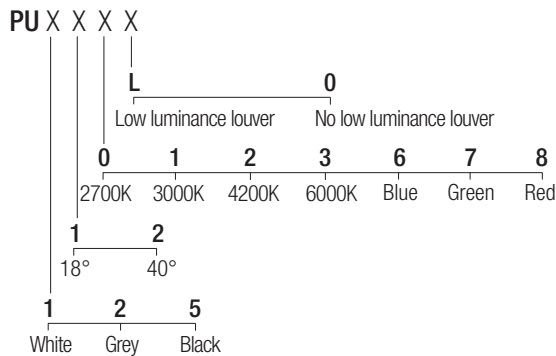 PU X X X X
L 0
Low luminance louver No low luminance louver
0 1 2 3 6 7 8
2700K 3000K 4200K 6000K Blue Green Red
1 2
18° 40°
1 2 5
White Grey Black